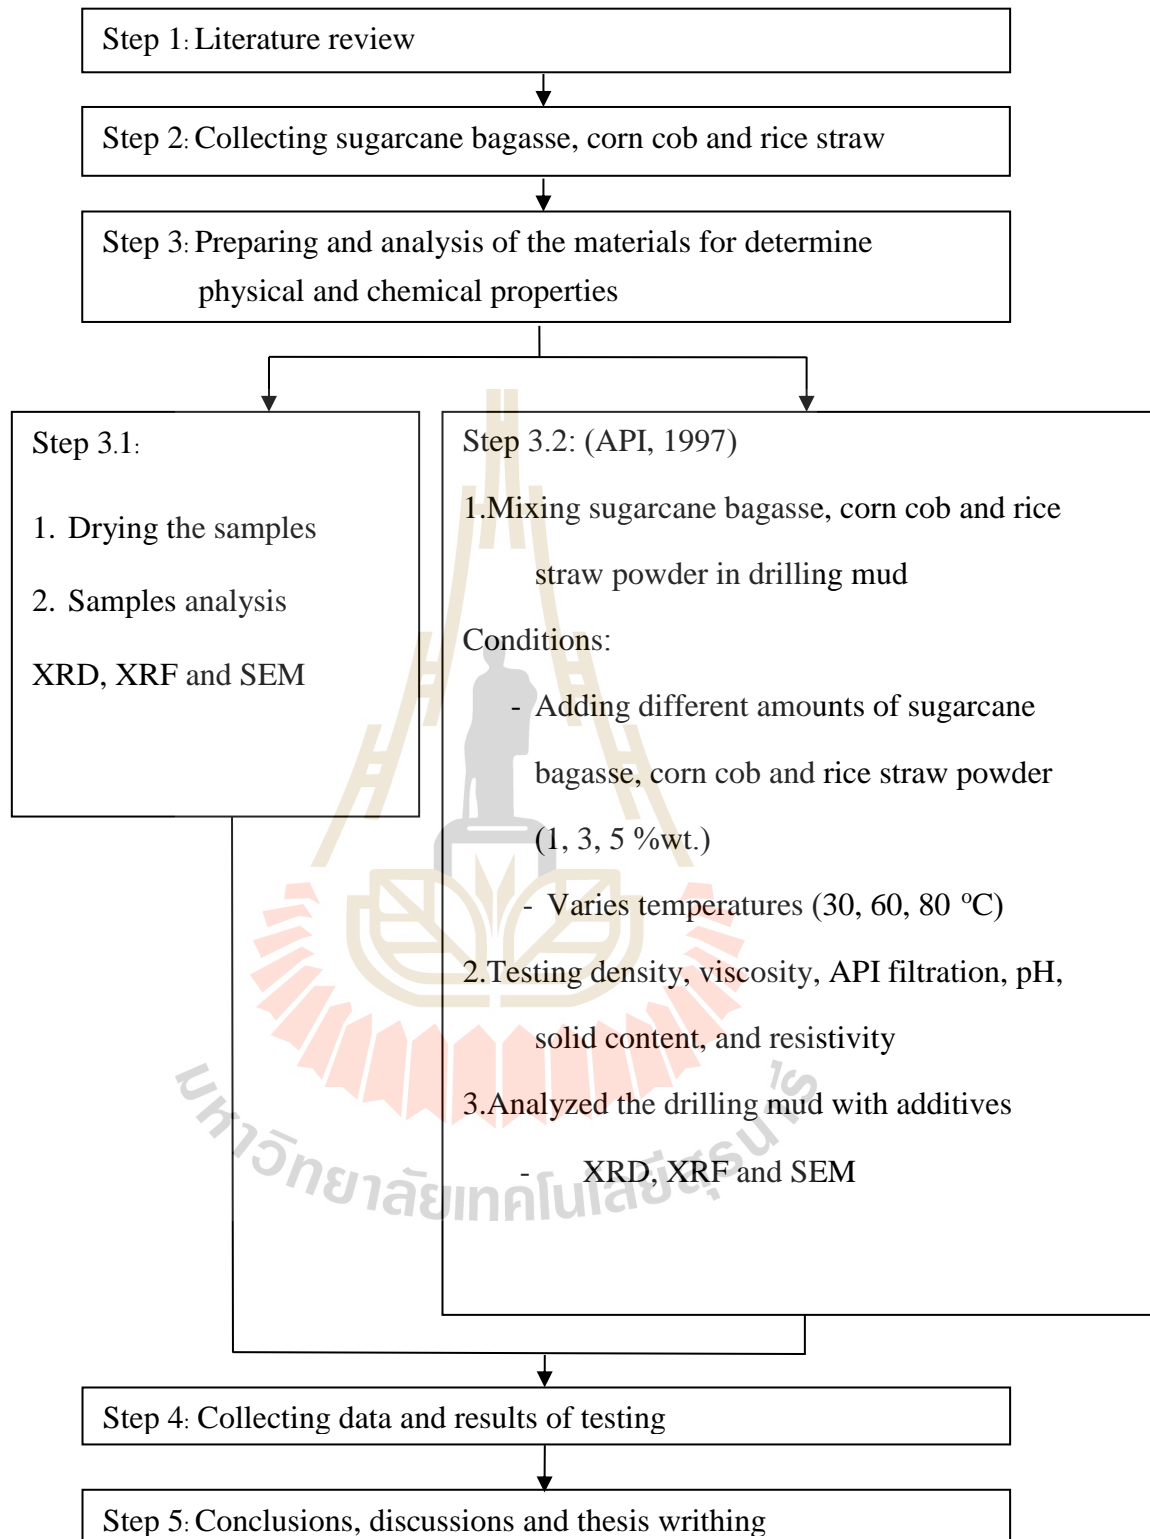 Step 1: Literature review
Step 2: Collecting sugarcane bagasse, corn cob and rice straw
Step 3: Preparing and analysis of the materials for determine
physical and chemical properties
Step 3.1:
1. Drying the samples
2. Samples analysis
XRD, XRF and SEM
Step 3.2: (API, 1997)
1.Mixing sugarcane bagasse, corn cob and rice
straw powder in drilling mud
Conditions:
- Adding different amounts of sugarcane
bagasse, corn cob and rice straw powder
(1, 3, 5 %wt.)
- Varies temperatures (30, 60, 80 °C)
2.Testing density, viscosity, API filtration, pH,
solid content, and resistivity
3.Analyzed the drilling mud with additives
- XRD, XRF and SEM
มหาวิทยาลัยเทคโนโลยีสุรนารี
Step 4: Collecting data and results of testing
Step 5: Conclusions, discussions and thesis writhing